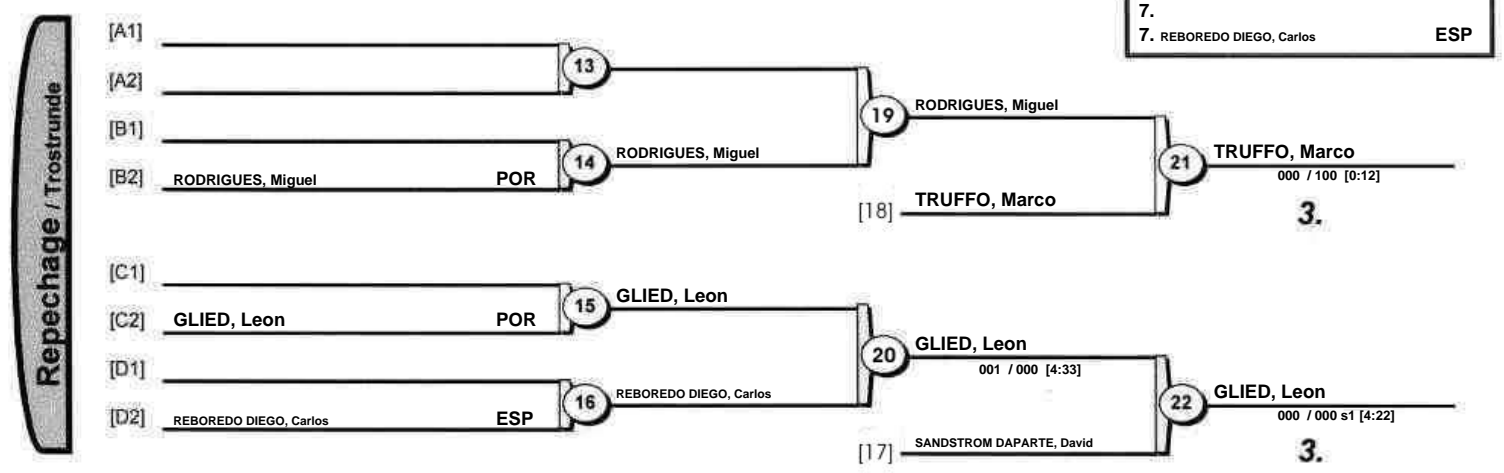 7.
7. REBOREDO DIEGO, Carlos ESP
Repechage / Trostrunde
[A1]
[A2]
13
[B1]
[B2] RODRIGUES, Miguel POR
14 RODRIGUES, Miguel
19 RODRIGUES, Miguel
[18] TRUFFO, Marco
21 TRUFFO, Marco
000 / 100 [0:12]
3.
[C1]
[C2] GLIED, Leon POR
15 GLIED, Leon
[D1]
[D2] REBOREDO DIEGO, Carlos ESP
16 REBOREDO DIEGO, Carlos
20 GLIED, Leon
001 / 000 [4:33]
[17] SANDSTROM DAPARTE, David
22 GLIED, Leon
000 / 000 s1 [4:22]
3.